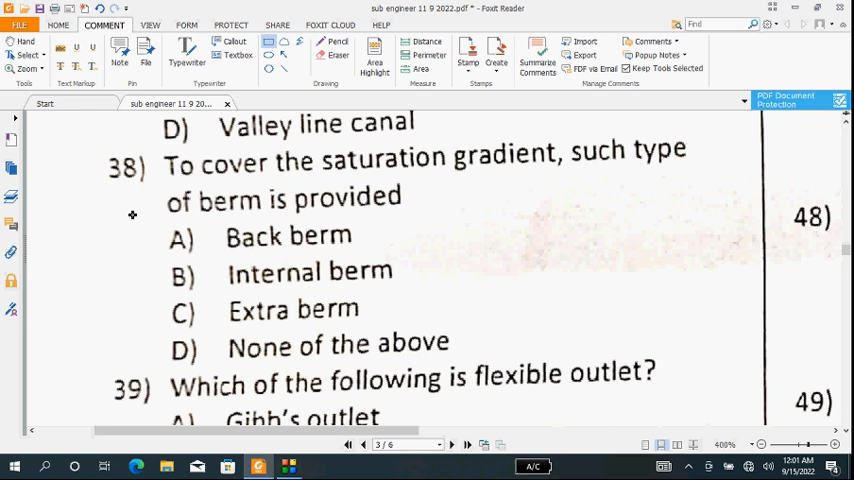 sub engineer 11 9 2022.pdf * - Foxit Reader
FILE HOME COMMENT VIEW FORM PROTECT SHARE FOXIT CLOUD HELP
Find
Hand
Select
Zoom
Tools
Text Markup
Note
File
Pin
Typewriter
Callout
Textbox
Typewriter
Pencil
Eraser
Drawing
Area Highlight
Distance
Perimeter
Area
Measure
Stamp
Create
Stamps
Summarize Comments
Import
Export
PDF via Email
Comments
Popup Notes
Keep Tools Selected
Manage Comments
Start
sub engineer 11 9 20...
PDF Document Protection
D) Valley line canal
38) To cover the saturation gradient, such type
of berm is provided
48)
A) Back berm
B) Internal berm
C) Extra berm
D) None of the above
39) Which of the following is flexible outlet?
49)
A) Gibb's outlet
3 / 6
400%
A/C
12:01 AM
9/15/2022
4